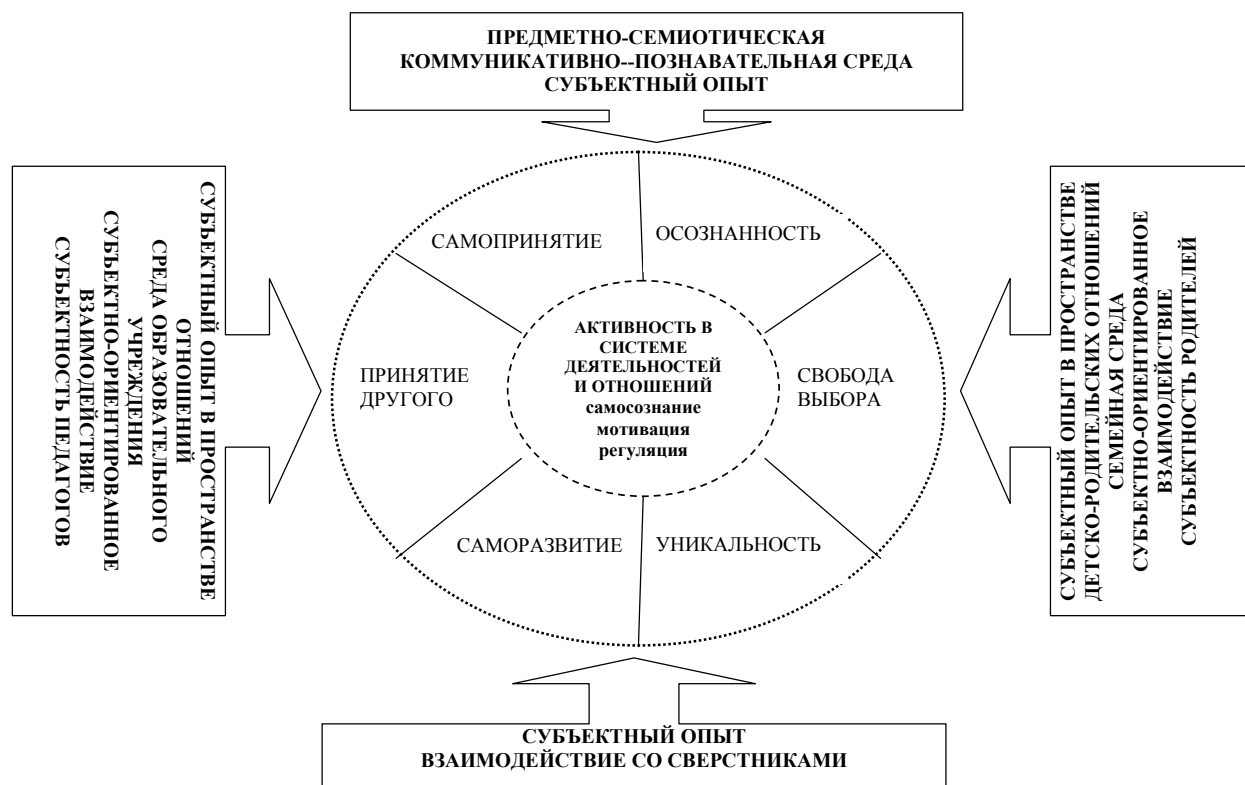 ПРЕДМЕТНО-СЕМИОТИЧЕСКАЯ
КОММУНИКАТИВНО--ПОЗНАВАТЕЛЬНАЯ СРЕДА
СУБЪЕКТНЫЙ ОПЫТ
СУБЪЕКТНЫЙ ОПЫТ В ПРОСТРАНСТВЕ
ОТНОШЕНИЙ
СРЕДА ОБРАЗОВАТЕЛЬНОГО
УЧРЕЖДЕНИЯ
СУБЪЕКТНО-ОРИЕНТИРОВАННОЕ
ВЗАИМОДЕЙСТВИЕ
СУБЪЕКТНОСТЬ ПЕДАГОГОВ
САМОПРИНЯТИЕ
ОСОЗНАННОСТЬ
ПРИНЯТИЕ
ДРУГОГО
АКТИВНОСТЬ В
СИСТЕМЕ
ДЕЯТЕЛЬНОСТЕЙ
И ОТНОШЕНИЙ
самосознание
мотивация
регуляция
СВОБОДА
ВЫБОРА
САМОРАЗВИТИЕ
УНИКАЛЬНОСТЬ
СУБЪЕКТНЫЙ ОПЫТ В ПРОСТРАНСТВЕ
ДЕТСКО-РОДИТЕЛЬСКИХ ОТНОШЕНИЙ
СЕМЕЙНАЯ СРЕДА
СУБЪЕКТНО-ОРИЕНТИРОВАННОЕ
ВЗАИМОДЕЙСТВИЕ
СУБЪЕКТНОСТЬ РОДИТЕЛЕЙ
СУБЪЕКТНЫЙ ОПЫТ
ВЗАИМОДЕЙСТВИЕ СО СВЕРСТНИКАМИ